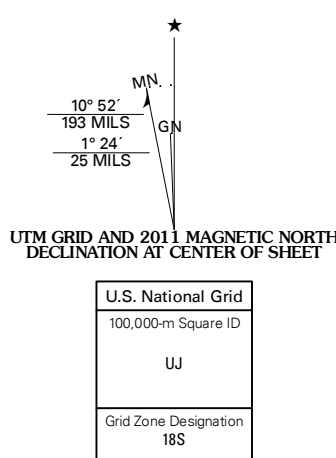 ★
MN
10° 52´
193 MILS
GN
1° 24´
25 MILS
UTM GRID AND 2011 MAGNETIC NORTH
DECLINATION AT CENTER OF SHEET
U.S. National Grid
100,000-m Square ID
UJ
Grid Zone Designation
18S